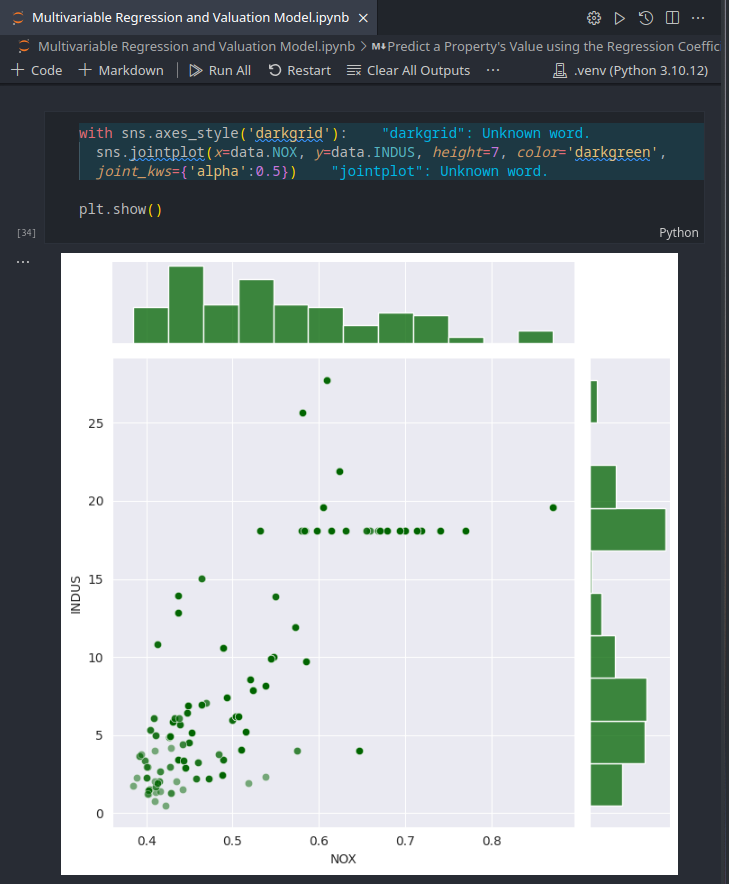 Multivariable Regression and Valuation Model.ipynb ×
Multivariable Regression and Valuation Model.ipynb > M↓Predict a Property's Value using the Regression Coeffic
+ Code + Markdown | Run All Restart Clear All Outputs ··· .venv (Python 3.10.12)
with sns.axes_style('darkgrid'): "darkgrid": Unknown word.
sns.jointplot(x=data.NOX, y=data.INDUS, height=7, color='darkgreen',
joint_kws={'alpha':0.5}) "jointplot": Unknown word.
plt.show()
[34] Python
25
20
15
10
5
0
INDUS
0.4 0.5 0.6 0.7 0.8
NOX